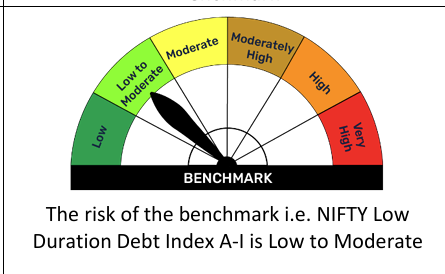 Low
Low to
Moderate
Moderate
Moderately
High
High
Very
High
BENCHMARK
The risk of the benchmark i.e. NIFTY Low
Duration Debt Index A-I is Low to Moderate